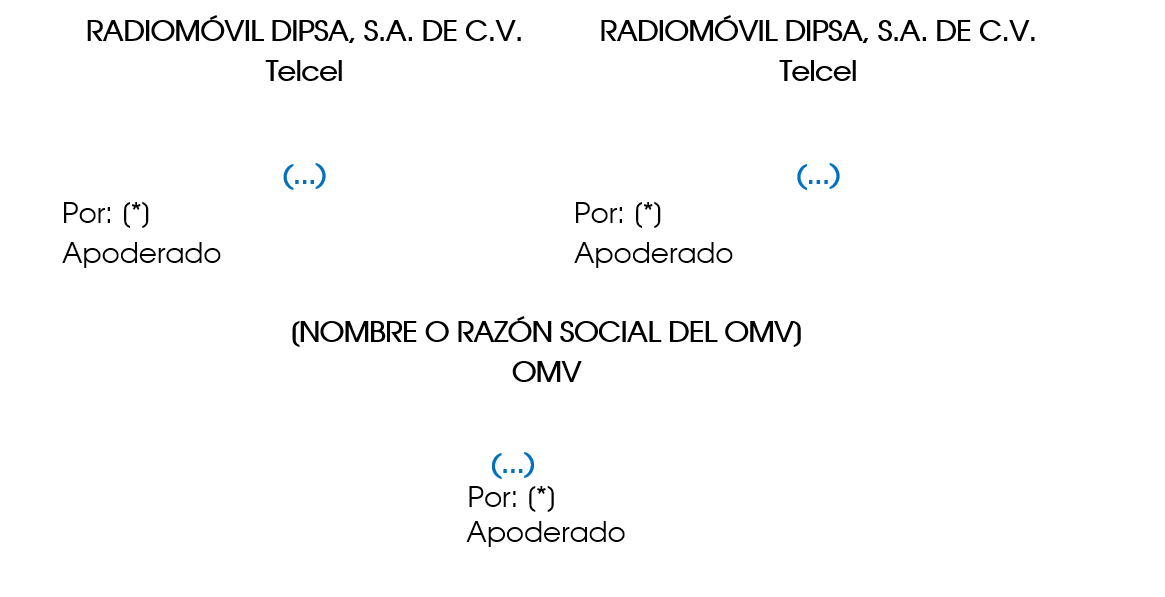 RADIOMÓVIL DIPSA, S.A. DE C.V.
Telcel
(...)
Por: (*)
Apoderado
RADIOMÓVIL DIPSA, S.A. DE C.V.
Telcel
(...)
Por: (*)
Apoderado
(NOMBRE O RAZÓN SOCIAL DEL OMV)
OMV
(...)
Por: (*)
Apoderado